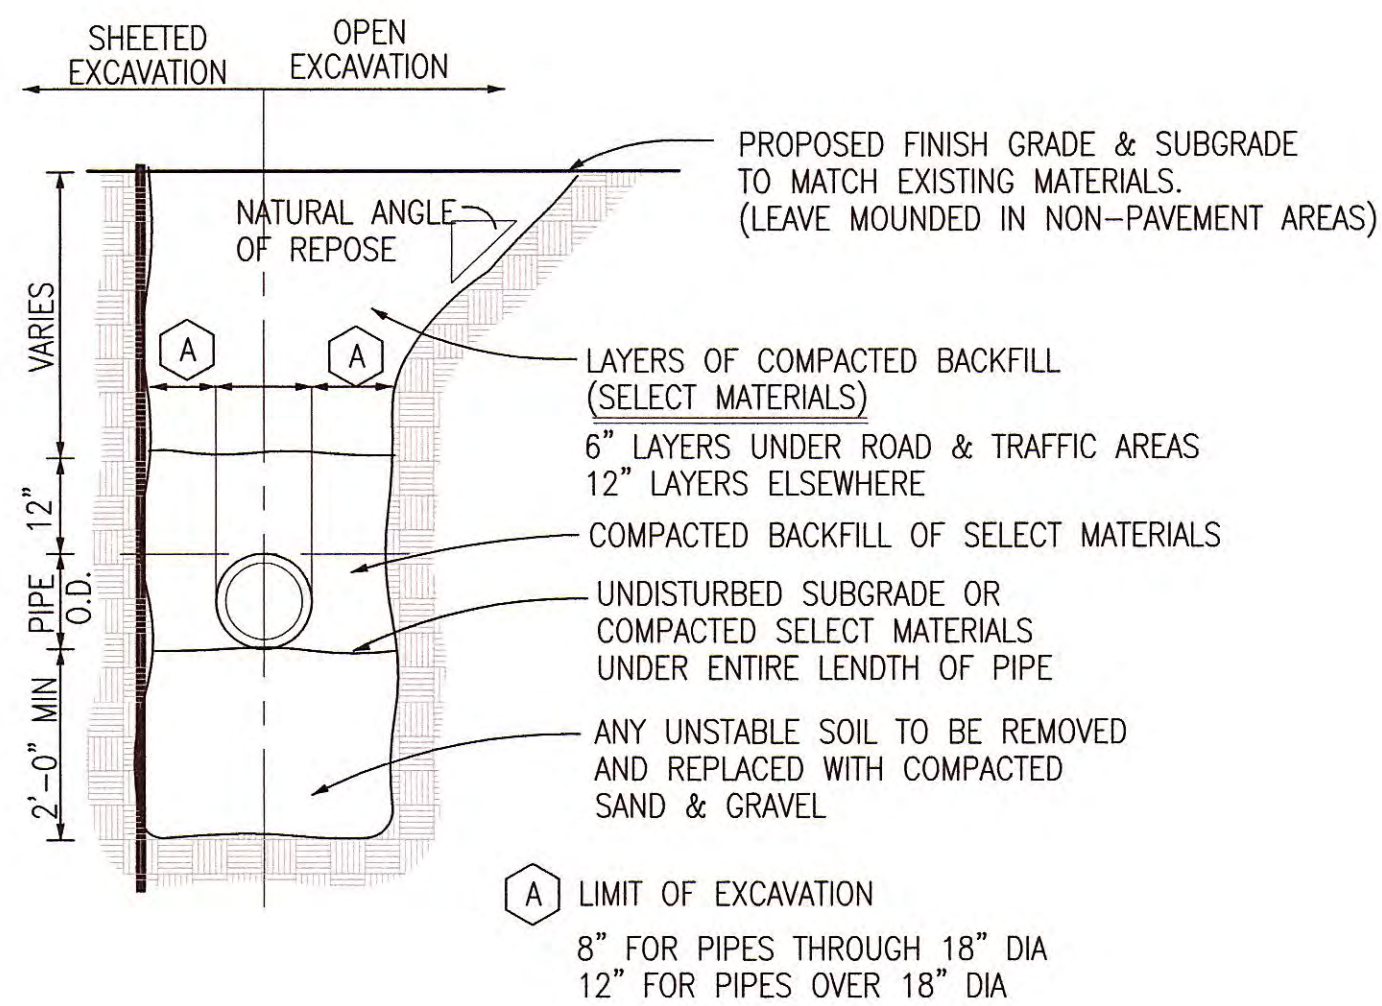 SHEETED
EXCAVATION
OPEN
EXCAVATION
PROPOSED FINISH GRADE & SUBGRADE
TO MATCH EXISTING MATERIALS.
(LEAVE MOUNDED IN NON-PAVEMENT AREAS)
NATURAL ANGLE
OF REPOSE
VARIES
A
A
LAYERS OF COMPACTED BACKFILL
(SELECT MATERIALS)
6" LAYERS UNDER ROAD & TRAFFIC AREAS
12" LAYERS ELSEWHERE
12"
COMPACTED BACKFILL OF SELECT MATERIALS
PIPE
O.D.
UNDISTURBED SUBGRADE OR
COMPACTED SELECT MATERIALS
UNDER ENTIRE LENGTH OF PIPE
2'-0" MIN
ANY UNSTABLE SOIL TO BE REMOVED
AND REPLACED WITH COMPACTED
SAND & GRAVEL
A LIMIT OF EXCAVATION
8" FOR PIPES THROUGH 18" DIA
12" FOR PIPES OVER 18" DIA